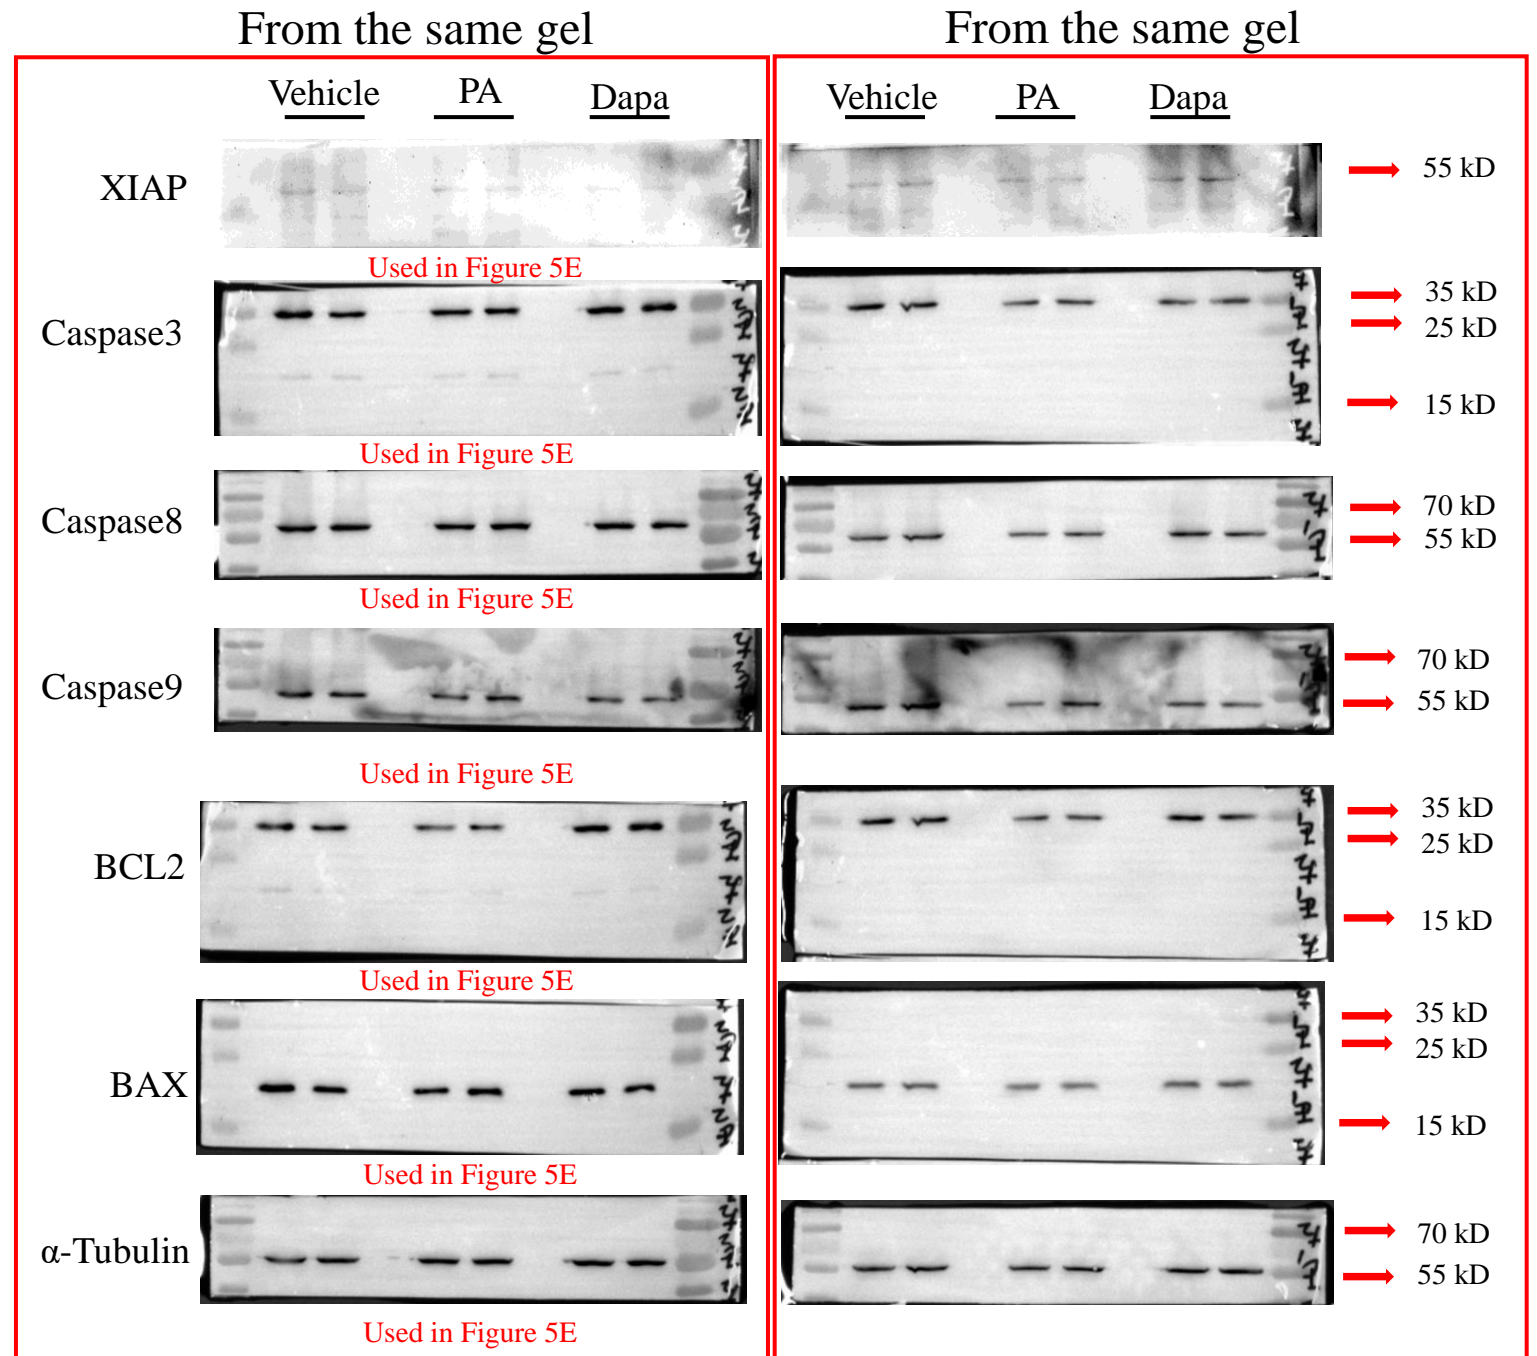 From the same gel
From the same gel
Vehicle PA Dapa
Vehicle PA Dapa
XIAP
55 kD
Used in Figure 5E
Caspase3
35 kD
25 kD
15 kD
Used in Figure 5E
Caspase8
70 kD
55 kD
Used in Figure 5E
Caspase9
70 kD
55 kD
Used in Figure 5E
BCL2
35 kD
25 kD
15 kD
Used in Figure 5E
BAX
35 kD
25 kD
15 kD
Used in Figure 5E
α-Tubulin
70 kD
55 kD
Used in Figure 5E